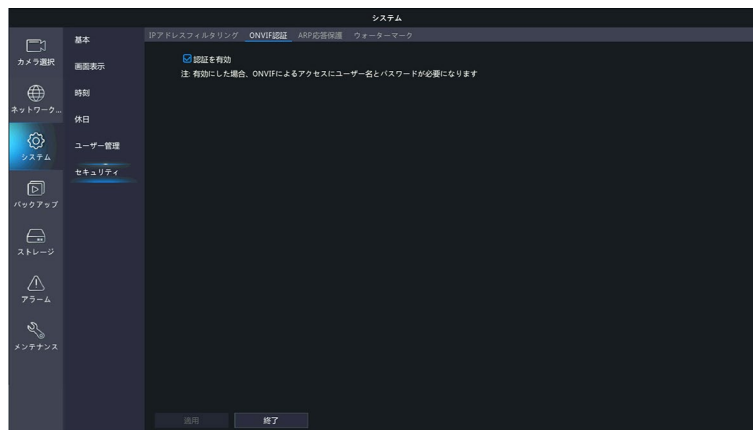 システム
カメラ選択
ネットワーク...
システム
バックアップ
ストレージ
アラーム
メンテナンス
基本
画面表示
時刻
休日
ユーザー管理
セキュリティ
IPアドレスフィルタリング ONVIF認証 ARP応答保護 ウォーターマーク
認証を有効
注: 有効にした場合、ONVIFによるアクセスにユーザー名とパスワードが必要になります
適用 終了